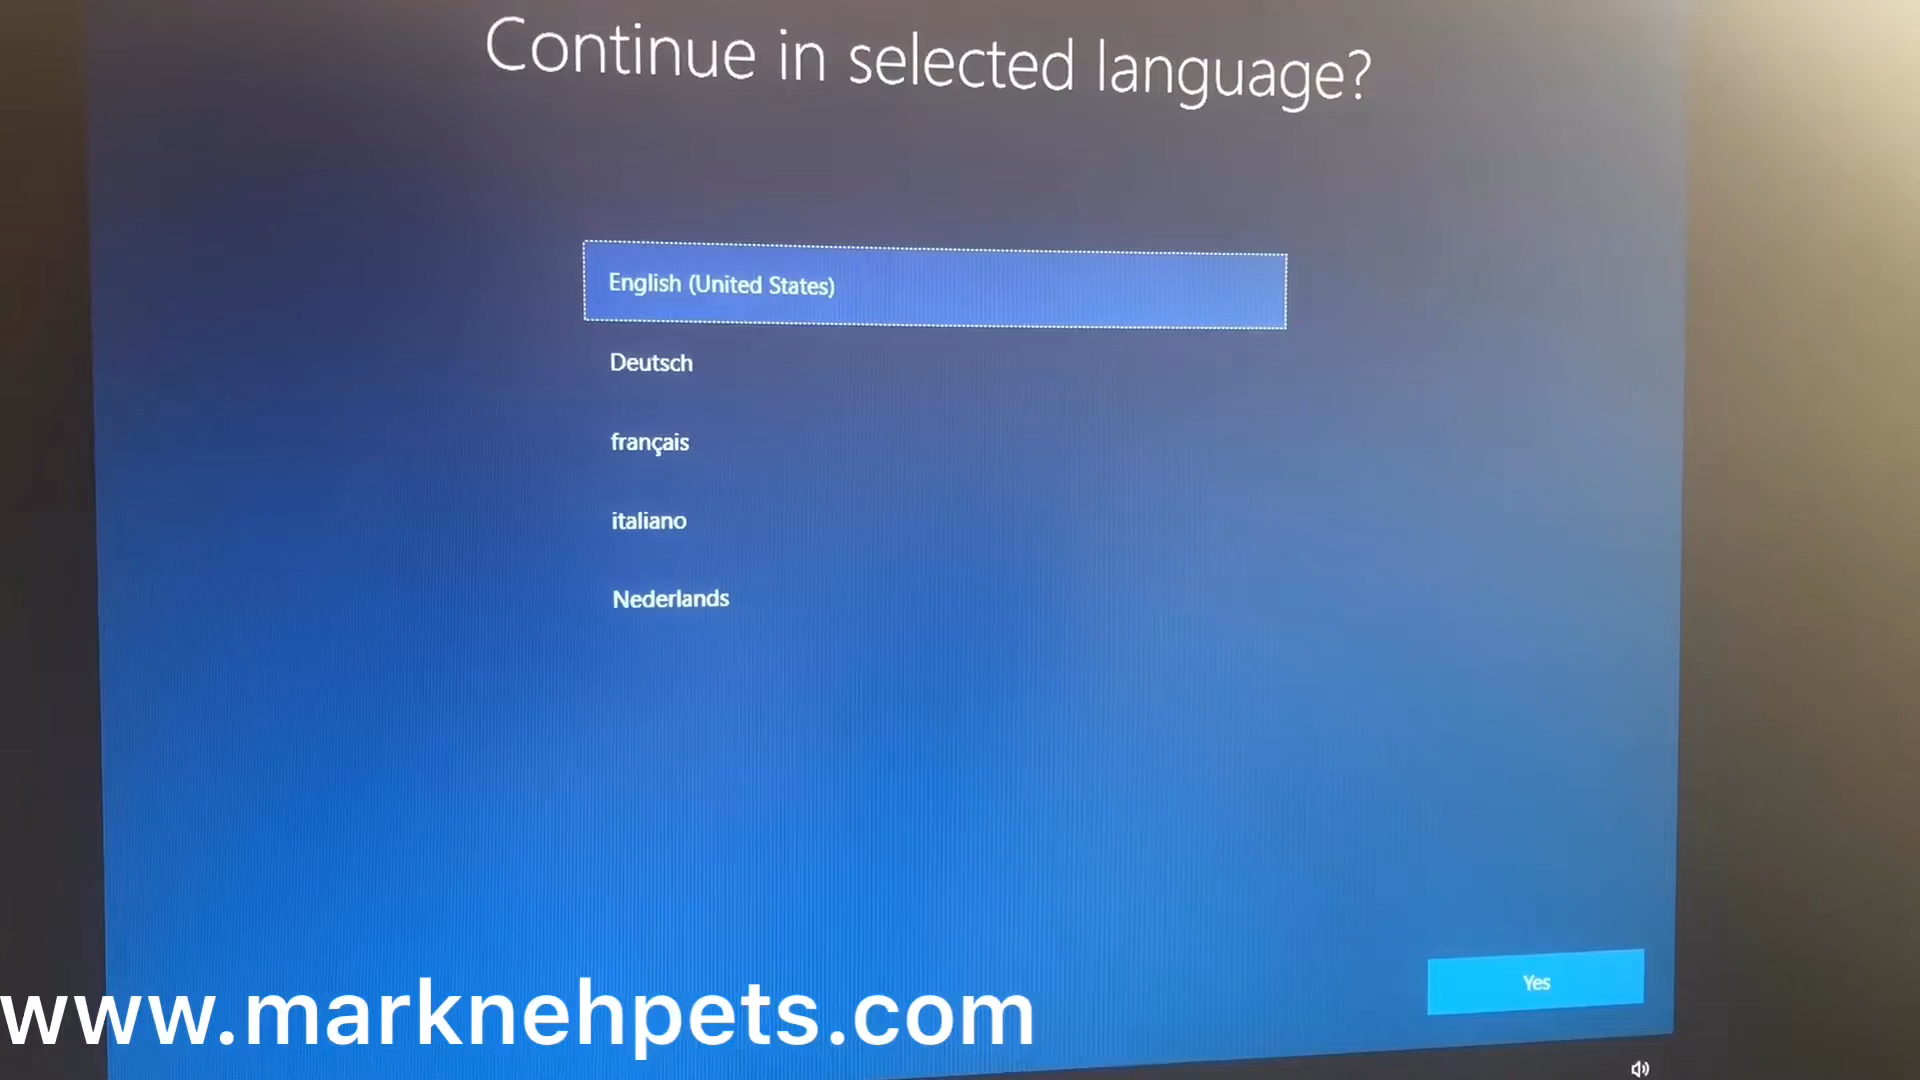 Continue in selected language?
English (United States)
Deutsch
français
italiano
Nederlands
Yes
www.marknehpets.com